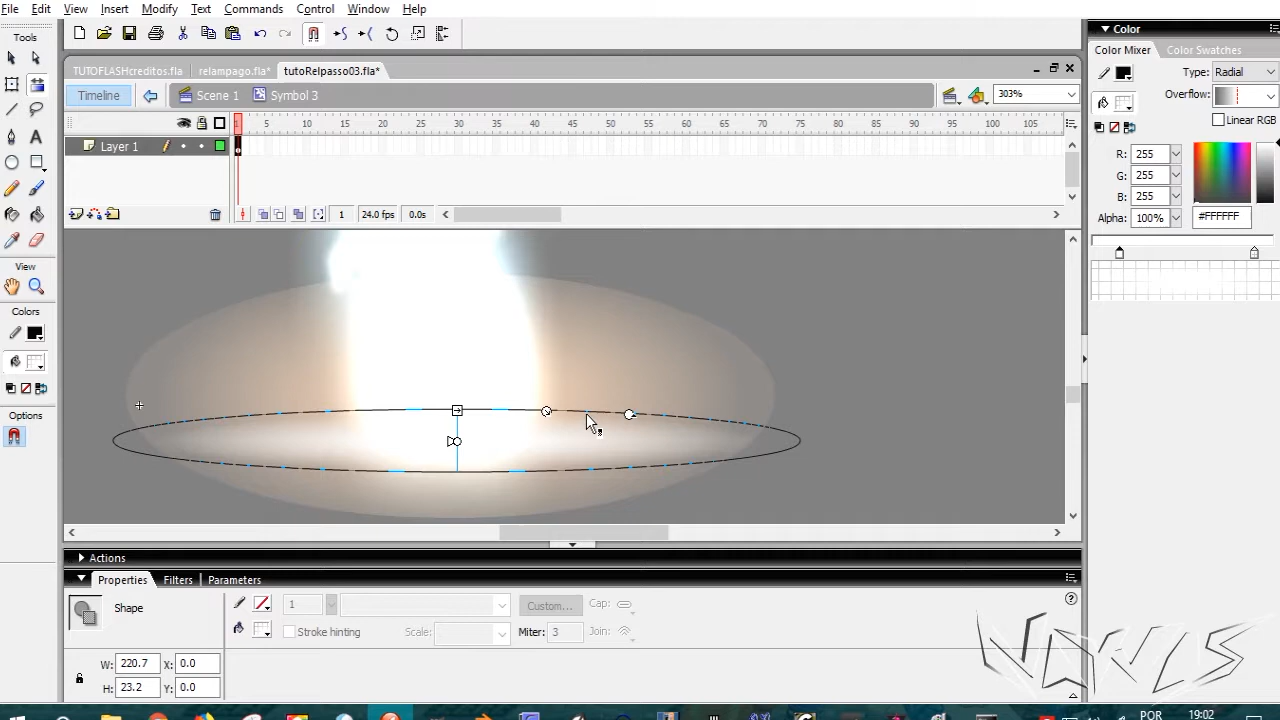 File Edit View Insert Modify Text Commands Control Window Help
Tools
View
Colors
Options
TUTOFLASHcreditos.fla relampago.fla* tutoRelpasso03.fla*
Timeline Scene 1 Symbol 3 303%
1 5 10 15 20 25 30 35 40 45 50 55 60 65 70 75 80 85 90 95 100 105
Layer 1
1 24.0 fps 0.0s
Actions
Properties Filters Parameters
Shape
1 Custom... Cap:
Stroke hinting Scale: Miter: 3 Join:
W: 220.7 X: 0.0
H: 23.2 Y: 0.0
Color
Color Mixer Color Swatches
Type: Radial
Overflow:
Linear RGB
R: 255
G: 255
B: 255
Alpha: 100% #FFFFFF
POR 19:02